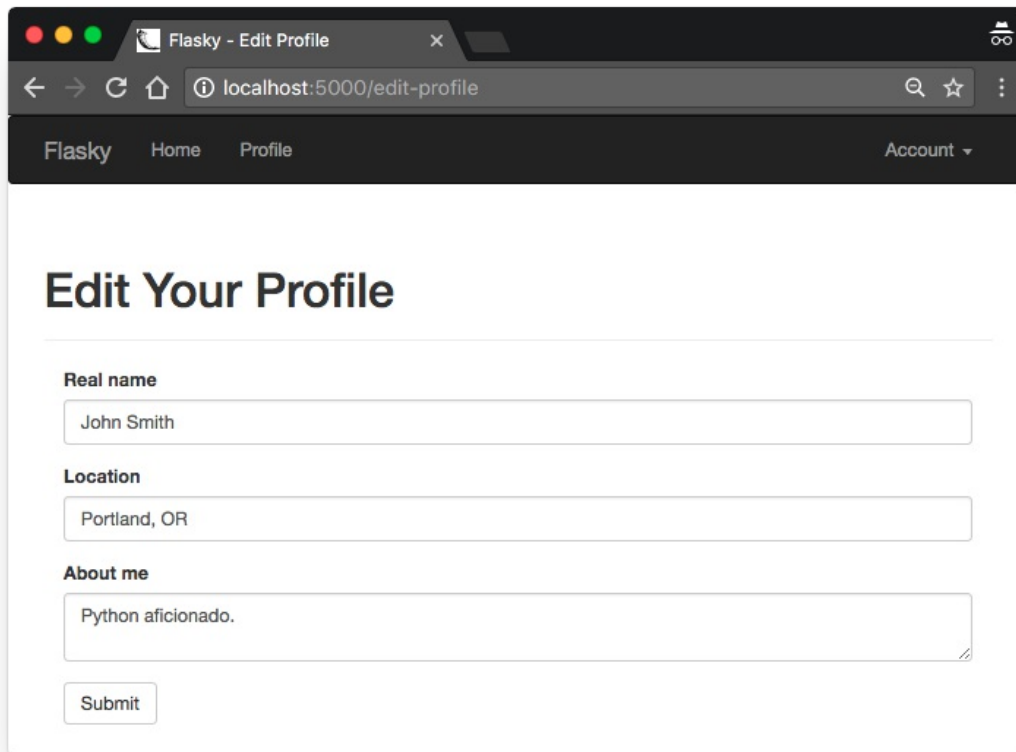 Flasky - Edit Profile
localhost:5000/edit-profile
Flasky Home Profile Account
Edit Your Profile
Real name
John Smith
Location
Portland, OR
About me
Python aficionado.
Submit